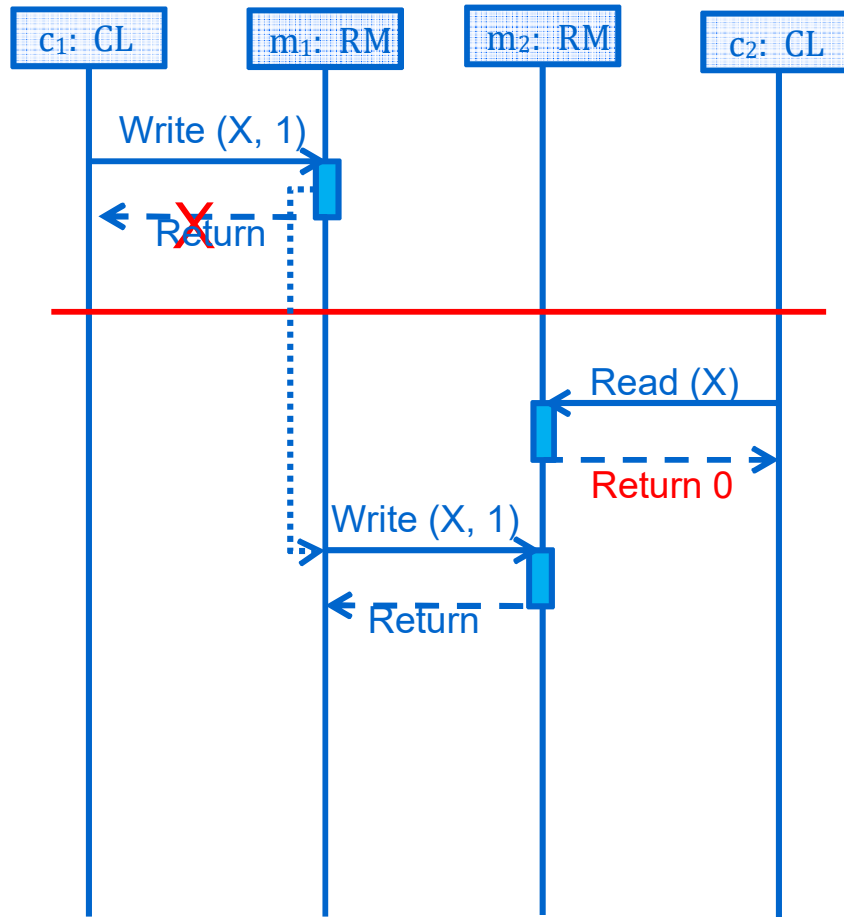 c₁: CL
m₁: RM
m₂: RM
c₂: CL
Write (X, 1)
Return
X
Read (X)
Return 0
Write (X, 1)
Return